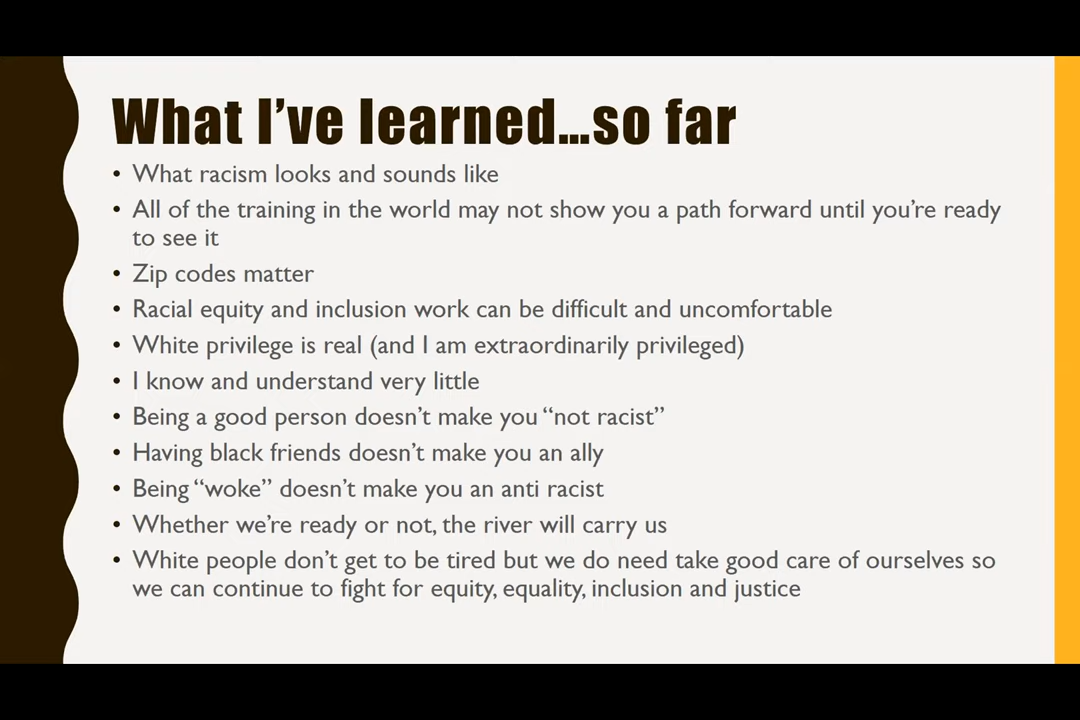 What I've learned...so far
• What racism looks and sounds like
• All of the training in the world may not show you a path forward until you're ready
to see it
• Zip codes matter
• Racial equity and inclusion work can be difficult and uncomfortable
• White privilege is real (and I am extraordinarily privileged)
• I know and understand very little
• Being a good person doesn't make you “not racist”
• Having black friends doesn't make you an ally
• Being “woke” doesn't make you an anti racist
• Whether we're ready or not, the river will carry us
• White people don't get to be tired but we do need take good care of ourselves so
we can continue to fight for equity, equality, inclusion and justice